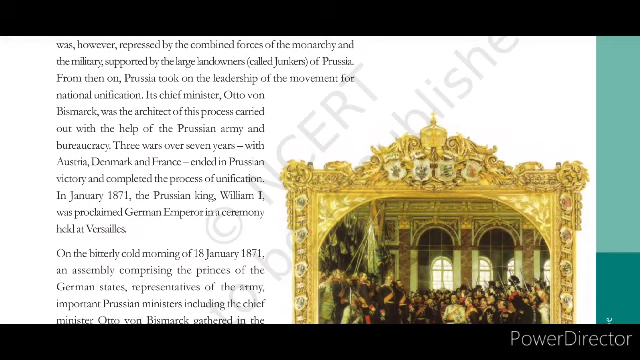 was, however, repressed by the combined forces of the monarchy and
the military, supported by the large landowners (called Junkers) of Prussia.
From then on, Prussia took on the leadership of the movement for
national unification. Its chief minister, Otto von
Bismarck, was the architect of this process carried
out with the help of the Prussian army and
bureaucracy. Three wars over seven years – with
Austria, Denmark and France – ended in Prussian
victory and completed the process of unification.
In January 1871, the Prussian king, William I,
was proclaimed German Emperor in a ceremony
held at Versailles.
On the bitterly cold morning of 18 January 1871,
an assembly comprising the princes of the
German states, representatives of the army,
important Prussian ministers including the chief
minister Otto von Bismarck gathered in the
© NCERT
PowerDirector